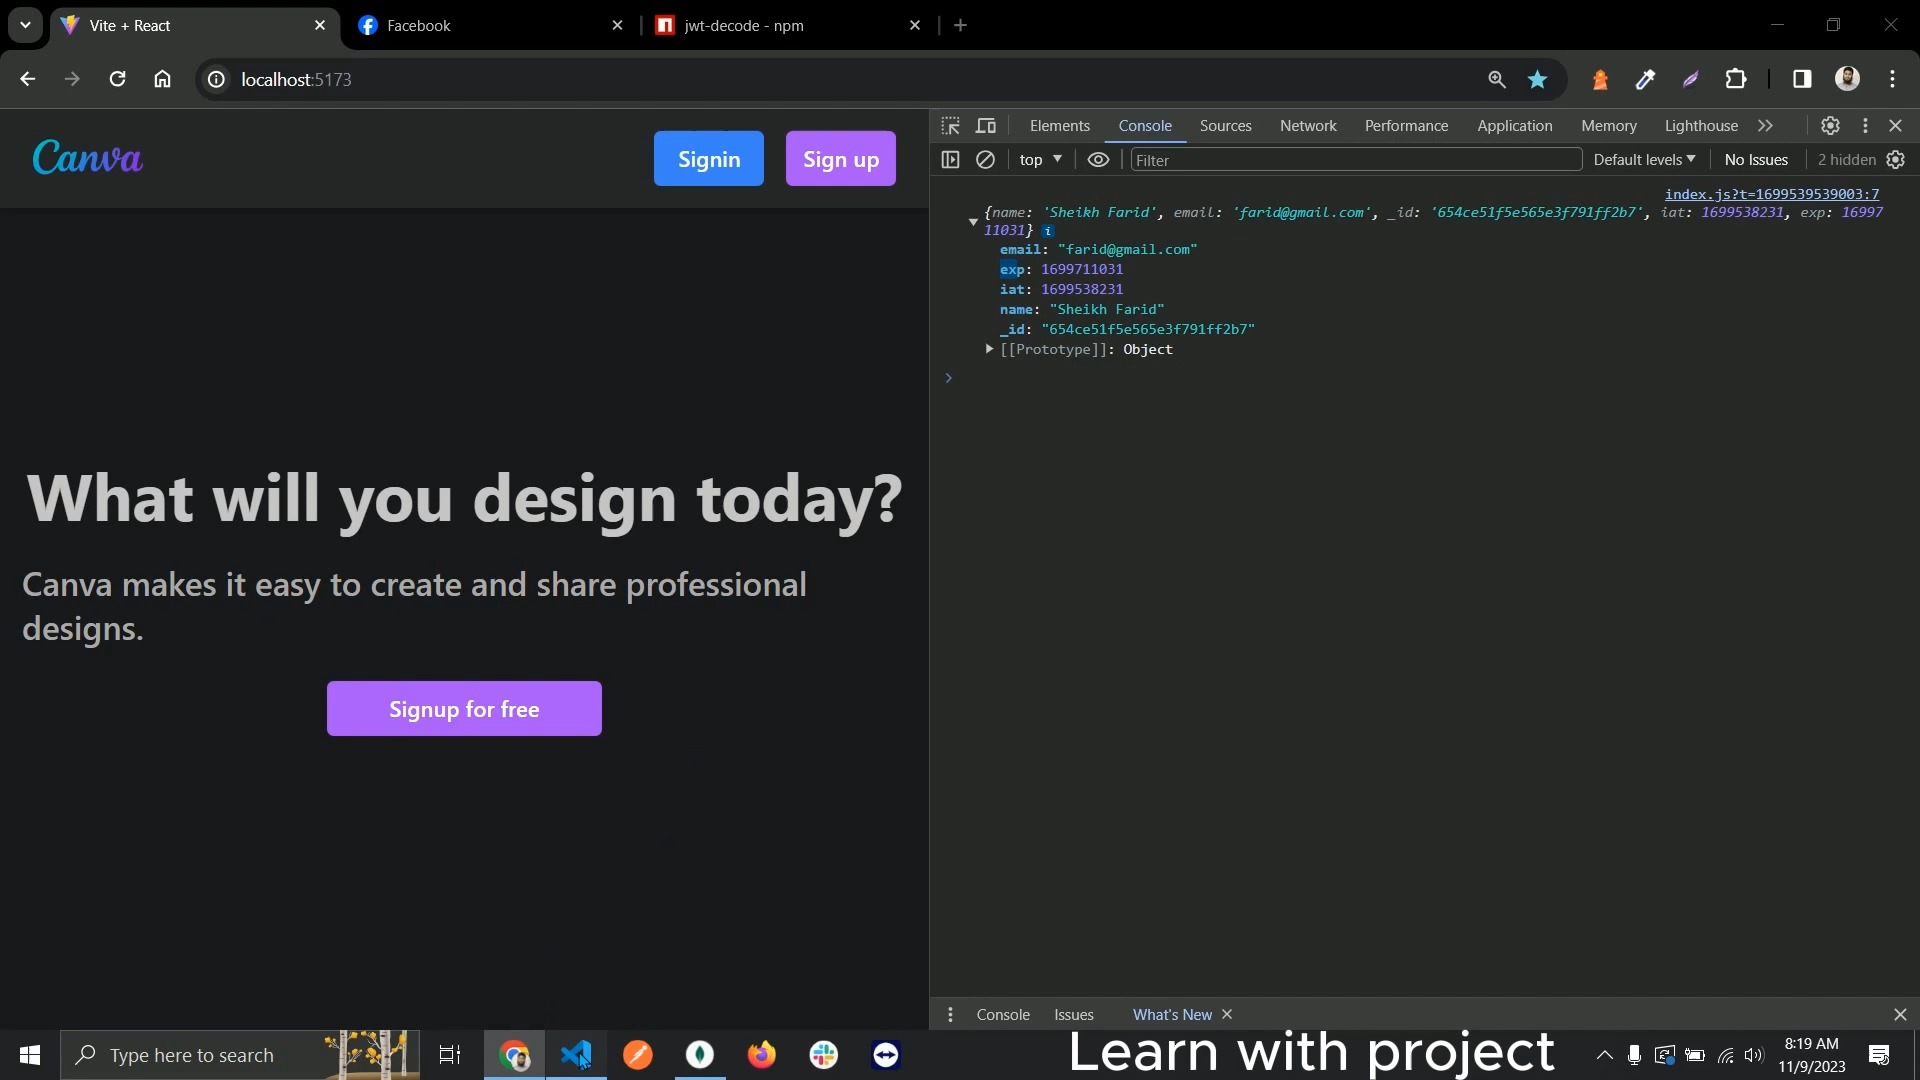 Vite + React
Facebook
jwt-decode - npm
localhost:5173
Canva
Signin
Sign up
What will you design today?
Canva makes it easy to create and share professional
designs.
Signup for free
Elements
Console
Sources
Network
Performance
Application
Memory
Lighthouse
top
Filter
Default levels
No Issues
2 hidden
index.js?t=1699539539003:7
{name: 'Sheikh Farid', email: 'farid@gmail.com', _id: '654ce51f5e565e3f791ff2b7', iat: 1699538231, exp: 16997
11031} i
email: "farid@gmail.com"
exp: 1699711031
iat: 1699538231
name: "Sheikh Farid"
_id: "654ce51f5e565e3f791ff2b7"
[[Prototype]]: Object
Console
Issues
What's New
Type here to search
Learn with project
8:19 AM
11/9/2023